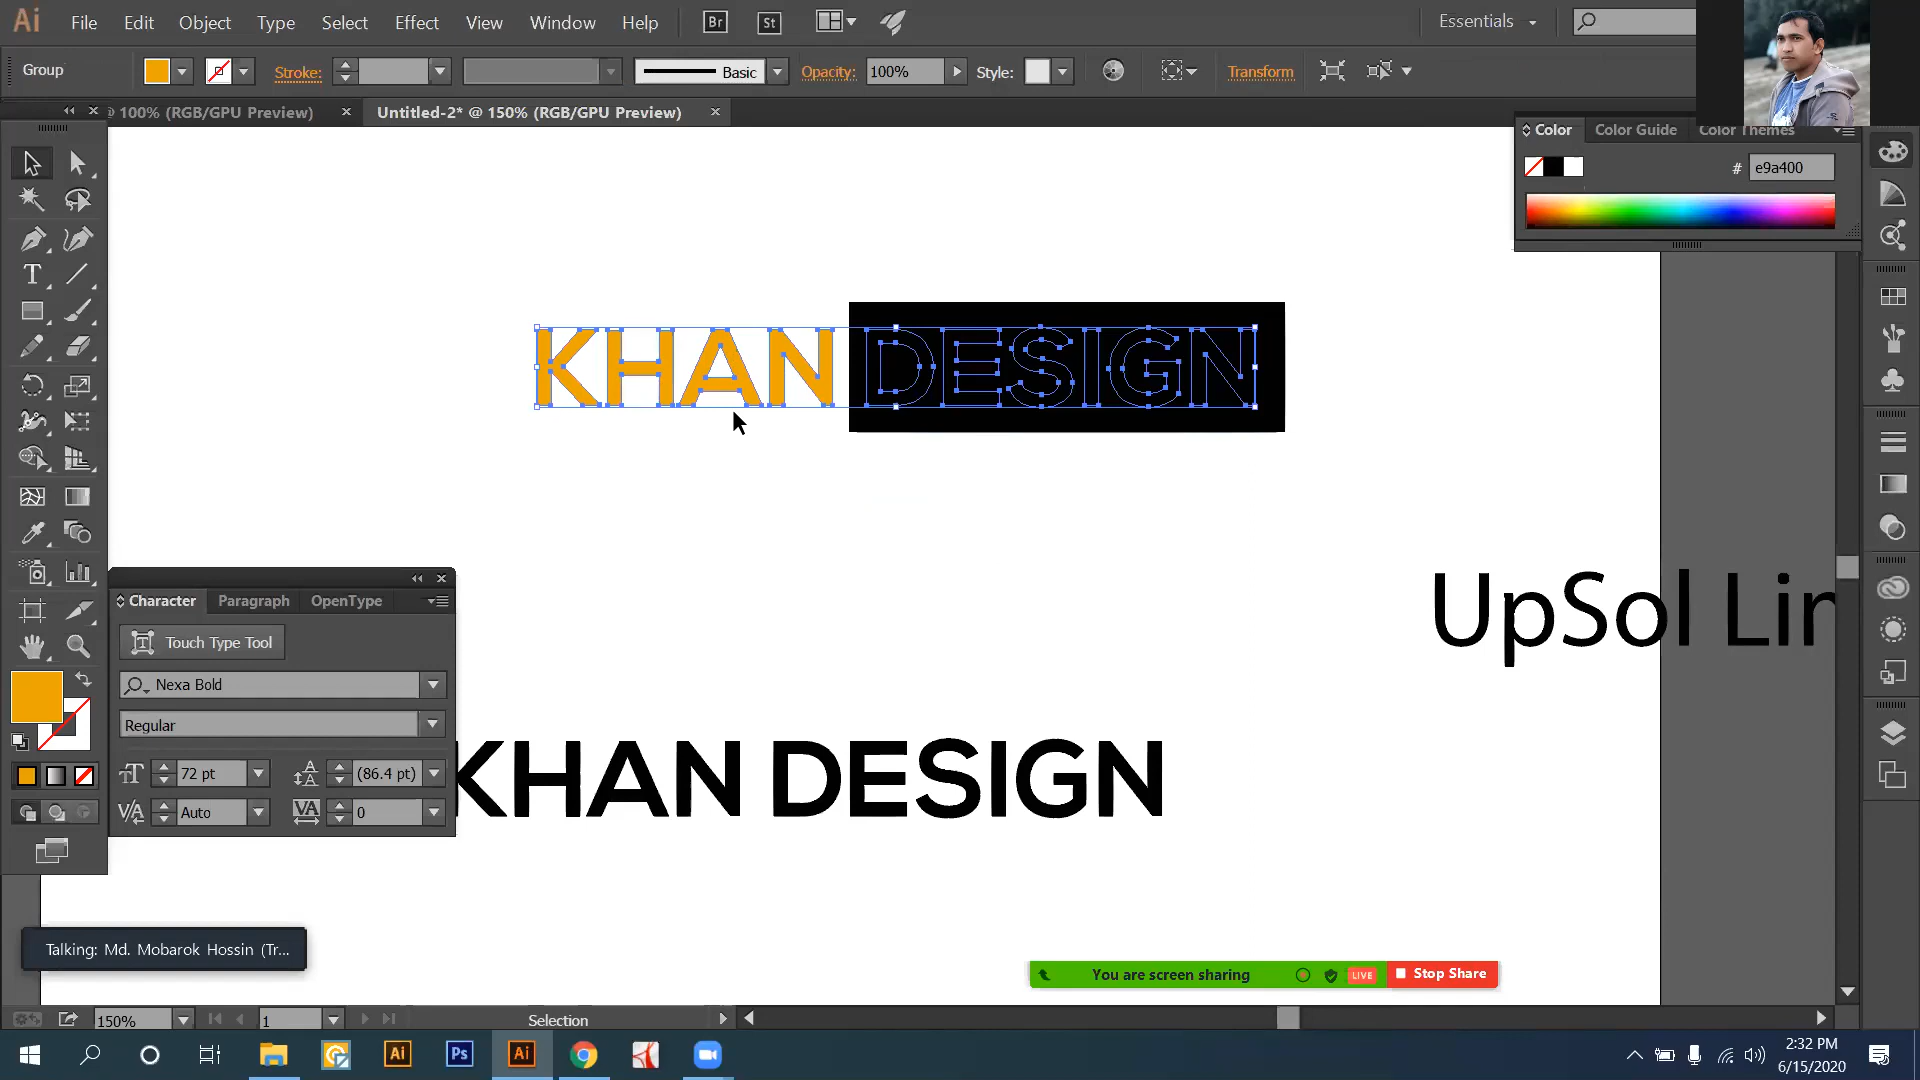 Ai File Edit Object Type Select Effect View Window Help Br St Essentials
Group Stroke: Basic Opacity: 100% Style: Transform
@ 100% (RGB/GPU Preview) Untitled-2* @ 150% (RGB/GPU Preview)
Color Color Guide Color Themes
# e9a400
KHAN DESIGN
UpSol Lin
Character Paragraph OpenType
Touch Type Tool
Nexa Bold
Regular
72 pt (86.4 pt)
Auto 0
KHAN DESIGN
Talking: Md. Mobarok Hossin (Tr...
You are screen sharing LIVE Stop Share
150% 1 Selection
Ai Ps Ai
2:32 PM
6/15/2020